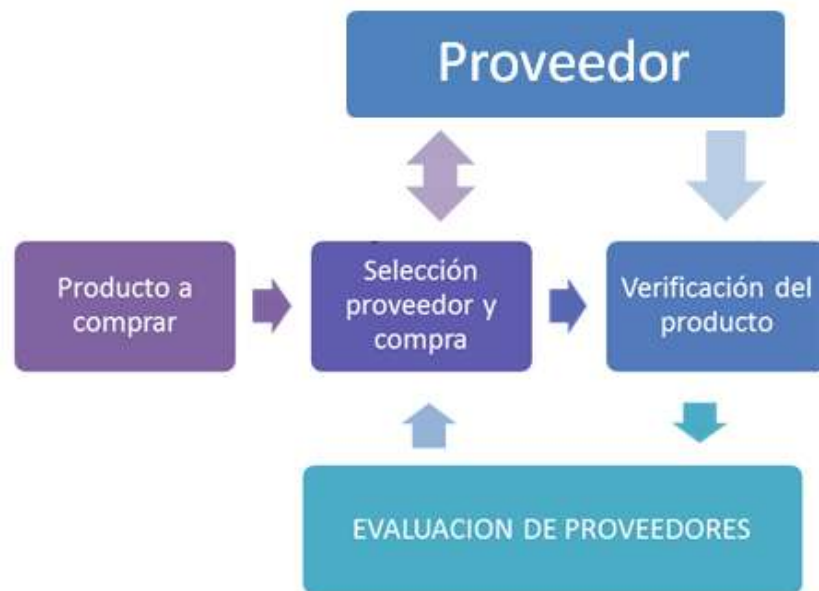 Proveedor
Producto a
comprar
Selección
proveedor y
compra
Verificación del
producto
EVALUACION DE PROVEEDORES